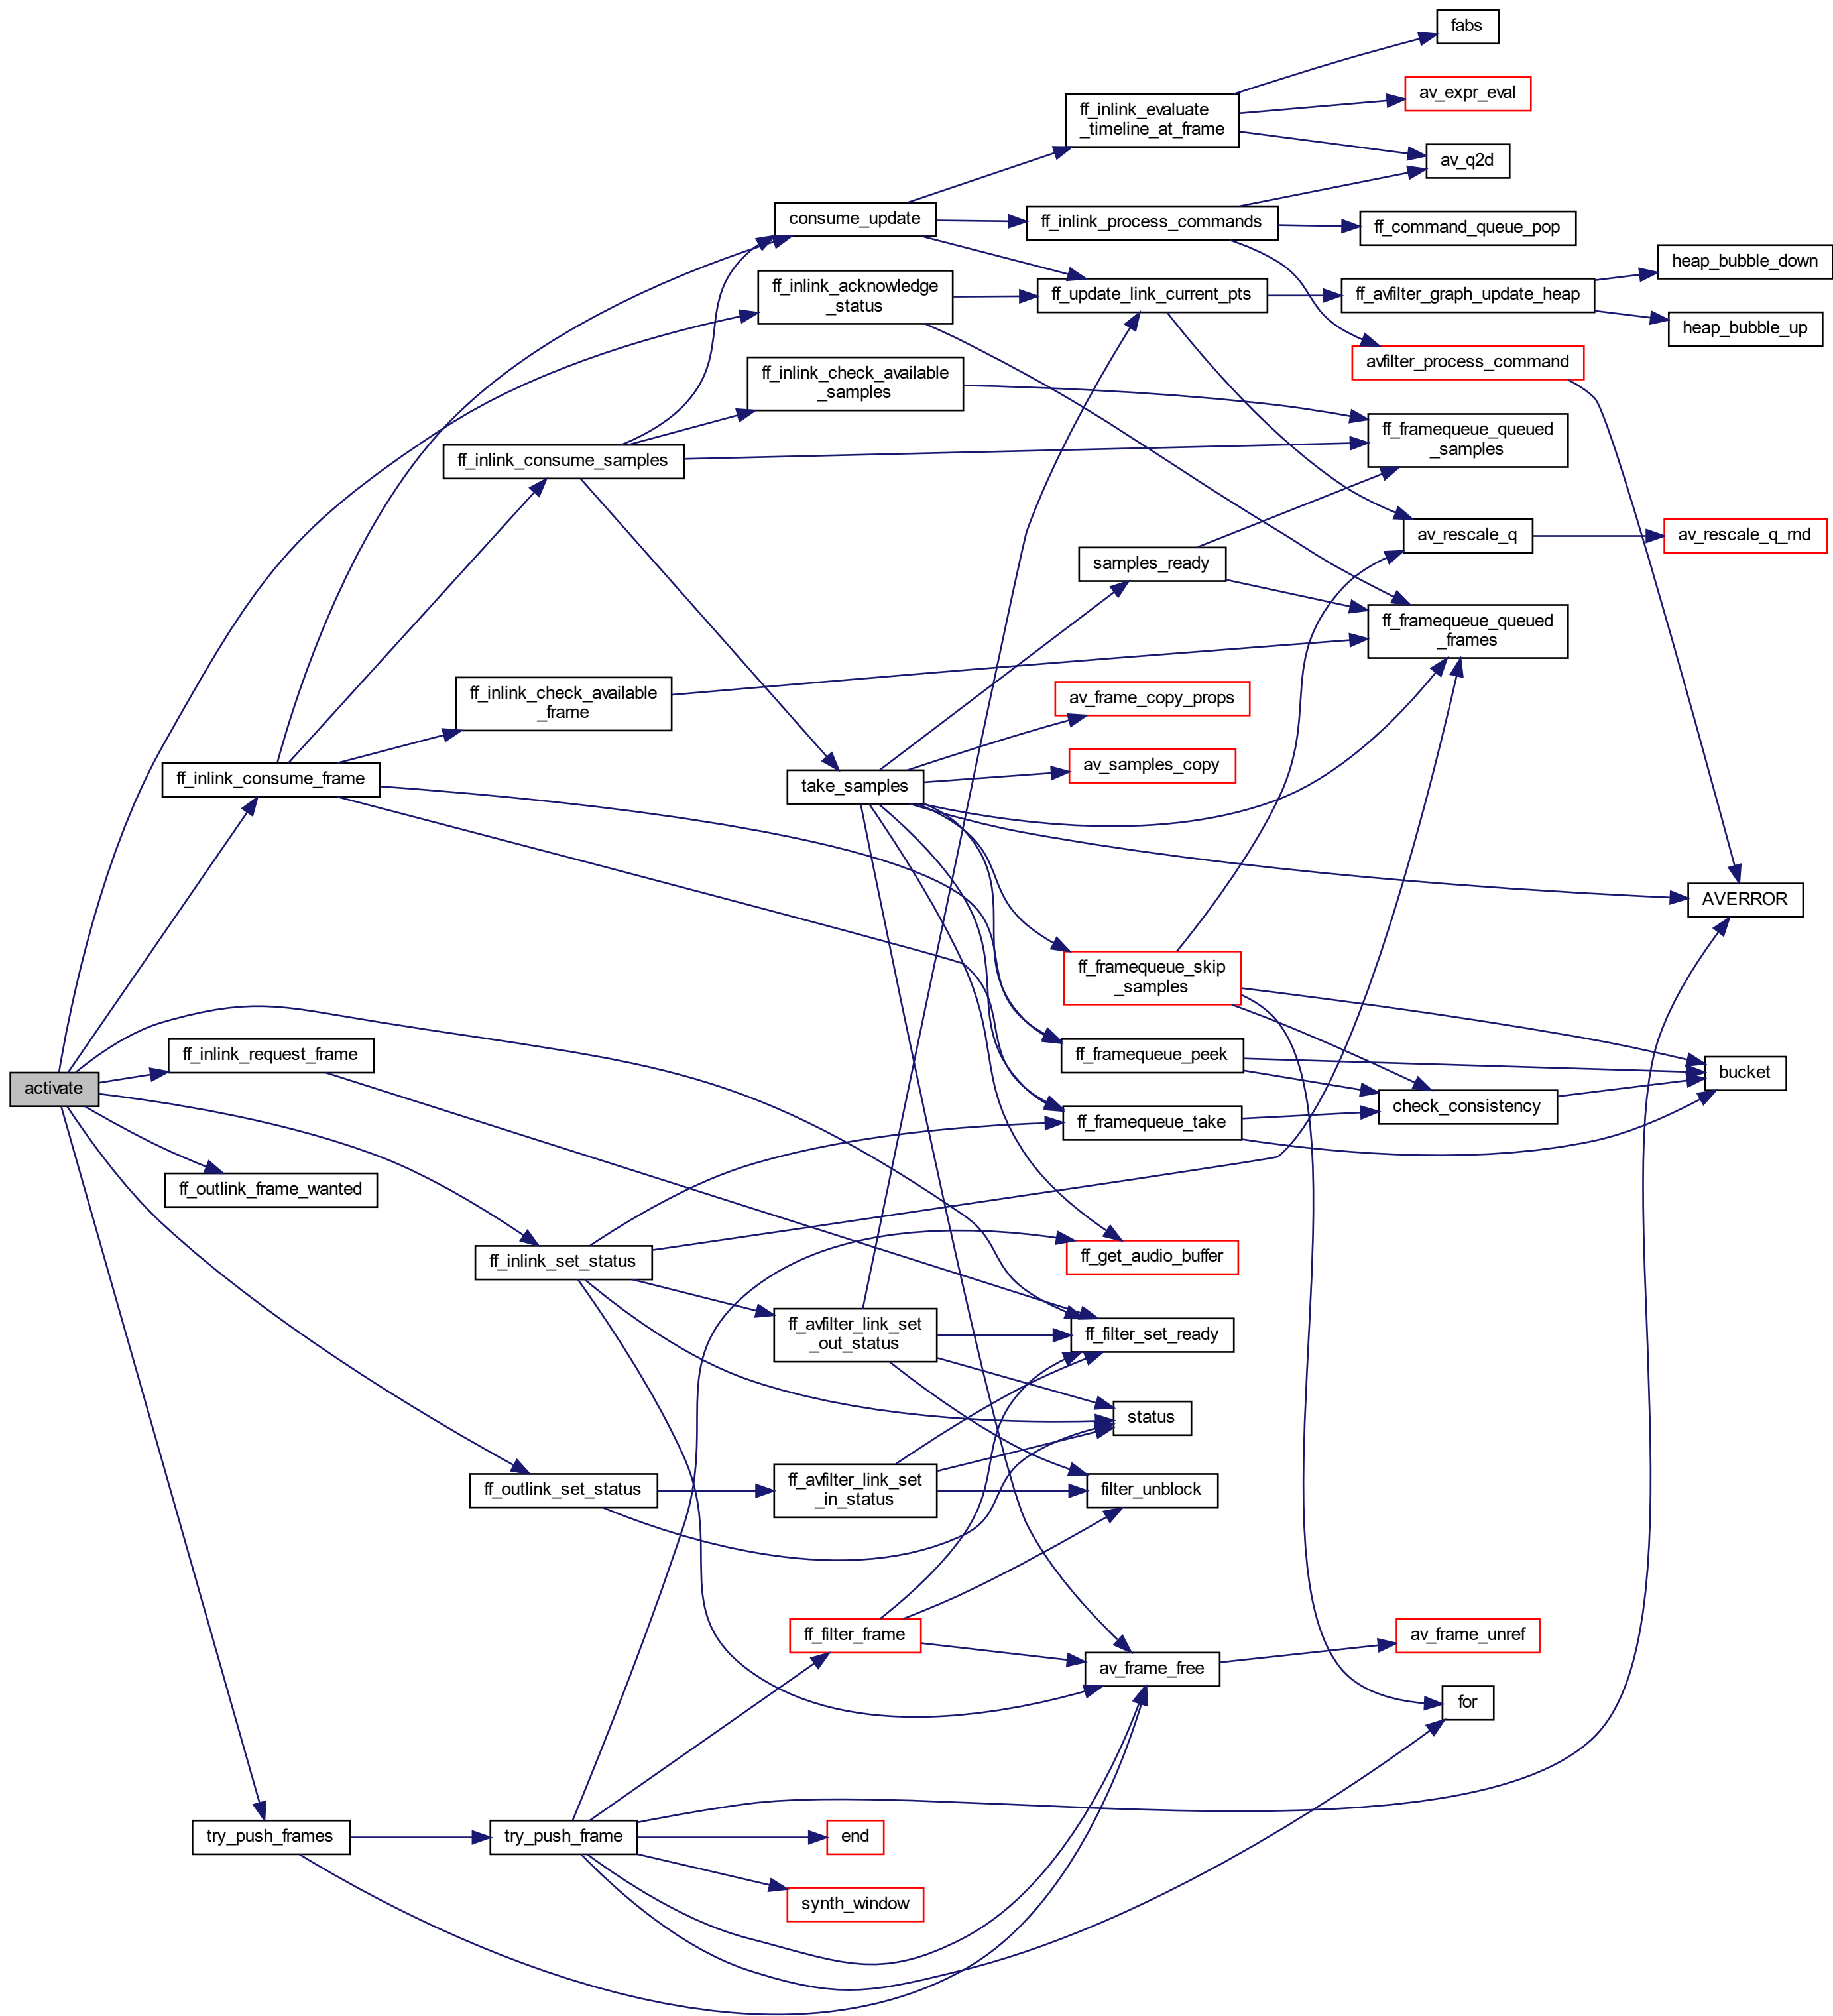 fabs
av_expr_eval
ff_inlink_evaluate
_timeline_at_frame
av_q2d
consume_update
ff_inlink_process_commands
ff_command_queue_pop
heap_bubble_down
ff_inlink_acknowledge
_status
ff_update_link_current_pts
ff_avfilter_graph_update_heap
heap_bubble_up
avfilter_process_command
ff_inlink_check_available
_samples
ff_framequeue_queued
_samples
ff_inlink_consume_samples
av_rescale_q
av_rescale_q_rnd
samples_ready
ff_framequeue_queued
_frames
ff_inlink_check_available
_frame
av_frame_copy_props
av_samples_copy
ff_inlink_consume_frame
take_samples
AVERROR
ff_framequeue_skip
_samples
ff_inlink_request_frame
ff_framequeue_peek
bucket
activate
check_consistency
ff_framequeue_take
ff_outlink_frame_wanted
ff_inlink_set_status
ff_get_audio_buffer
ff_avfilter_link_set
_out_status
ff_filter_set_ready
status
ff_outlink_set_status
ff_avfilter_link_set
_in_status
filter_unblock
ff_filter_frame
av_frame_unref
av_frame_free
for
try_push_frames
try_push_frame
end
synth_window